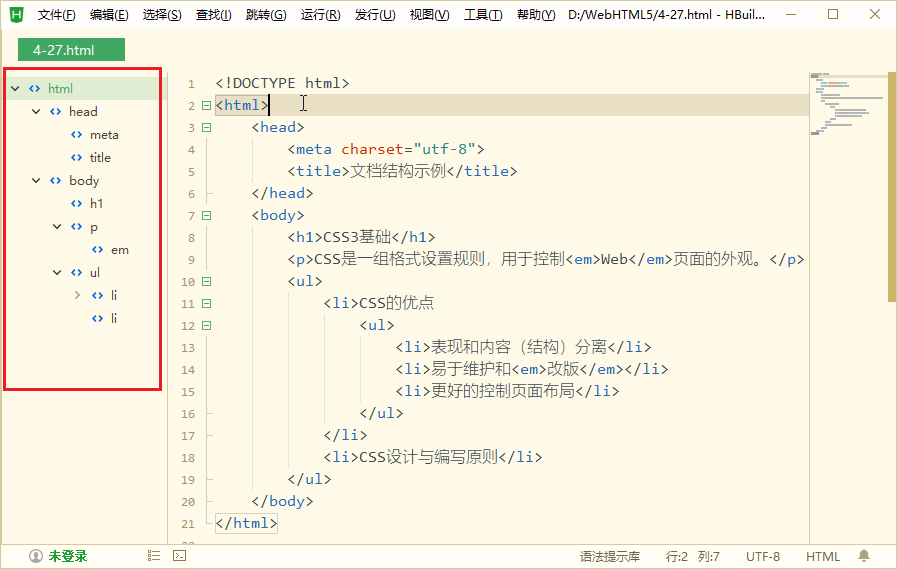 文件(F) 编辑(E) 选择(S) 查找(I) 跳转(G) 运行(R) 发行(U) 视图(V) 工具(T) 帮助(Y) D:/WebHTML5/4-27.html - HBuil...
4-27.html
html
head
meta
title
body
h1
p
em
ul
li
li
1 <!DOCTYPE html>
2 <html>
3 <head>
4 <meta charset="utf-8">
5 <title>文档结构示例</title>
6 </head>
7 <body>
8 <h1>CSS3基础</h1>
9 <p>CSS是一组格式设置规则，用于控制<em>Web</em>页面的外观。</p>
10 <ul>
11 <li>CSS的优点
12 <ul>
13 <li>表现和内容（结构）分离</li>
14 <li>易于维护和<em>改版</em></li>
15 <li>更好的控制页面布局</li>
16 </ul>
17 </li>
18 <li>CSS设计与编写原则</li>
19 </ul>
20 </body>
21 </html>
未登录 语法提示库 行:2 列:7 UTF-8 HTML